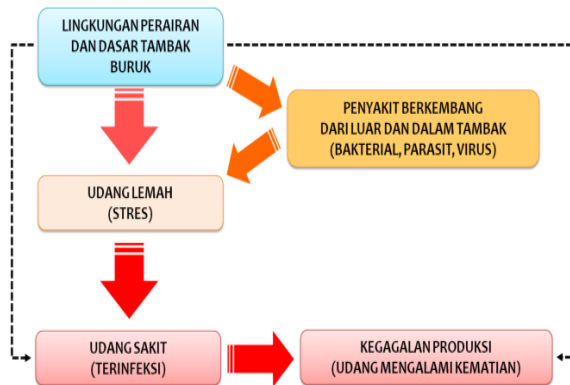 LINGKUNGAN PERAIRAN
DAN DASAR TAMBAK
BURUK
PENYAKIT BERKEMBANG
DARI LUAR DAN DALAM TAMBAK
(BAKTERIAL, PARASIT, VIRUS)
UDANG LEMAH
(STRES)
UDANG SAKIT
(TERINFEKSI)
KEGAGALAN PRODUKSI
(UDANG MENGALAMI KEMATIAN)